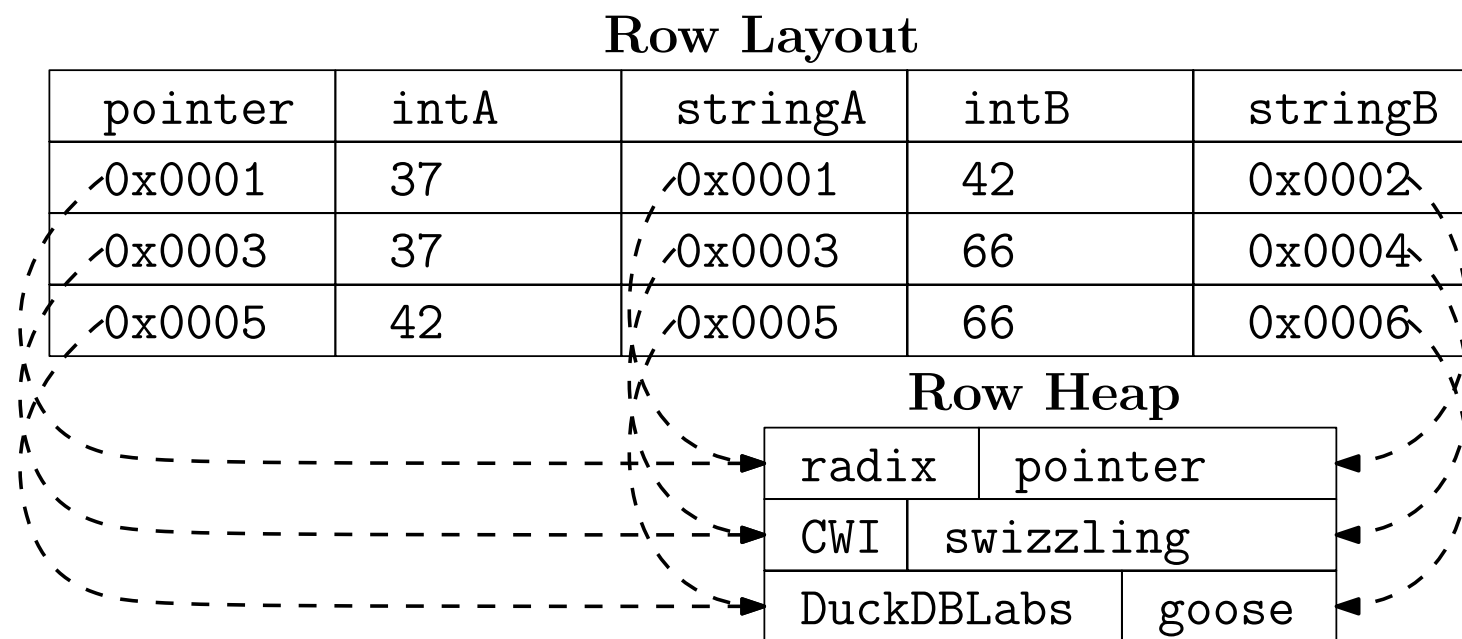 Row Layout
pointer intA stringA intB stringB
0x0001 37 0x0001 42 0x0002
0x0003 37 0x0003 66 0x0004
0x0005 42 0x0005 66 0x0006
Row Heap
radix pointer
CWI swizzling
DuckDBLabs goose